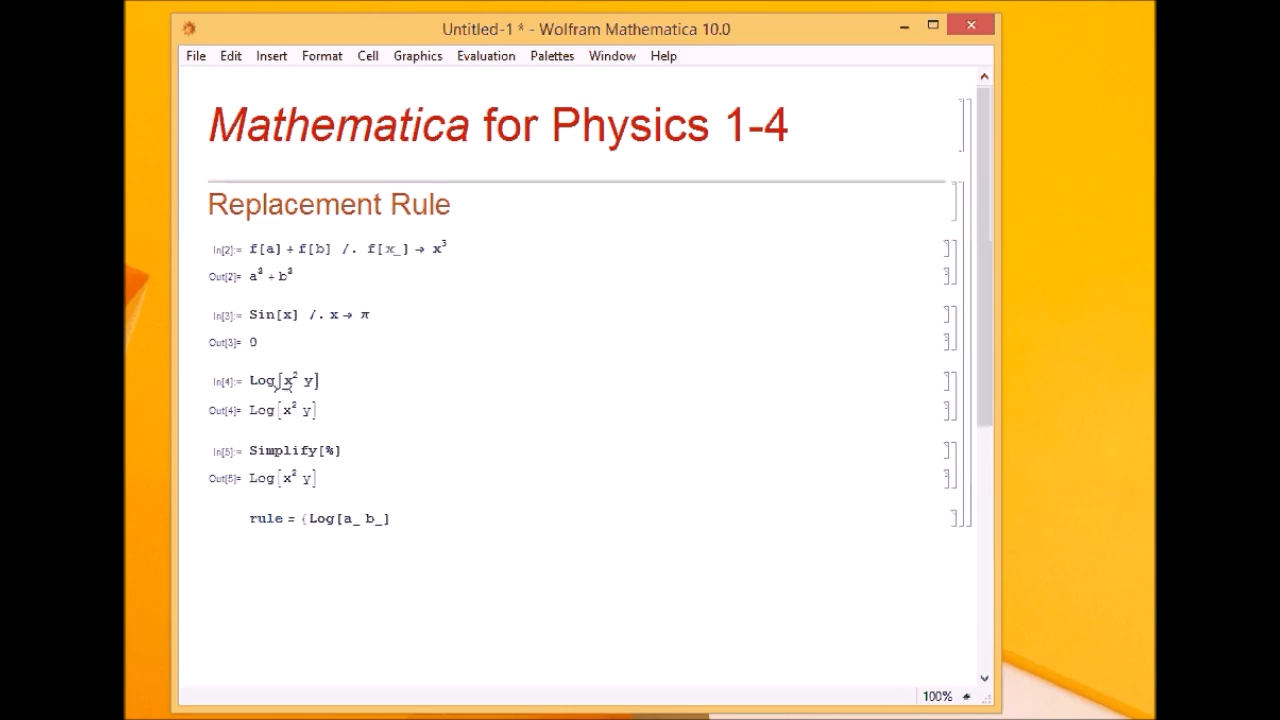 Untitled-1 * - Wolfram Mathematica 10.0
File Edit Insert Format Cell Graphics Evaluation Palettes Window Help
Mathematica for Physics 1-4
Replacement Rule
In[2]:= f[a] + f[b] /. f[x_] → x³
Out[2]= a³ + b³
In[3]:= Sin[x] /. x → π
Out[3]= 0
In[4]:= Log[x² y]
Out[4]= Log[x² y]
In[5]:= Simplify[%]
Out[5]= Log[x² y]
rule = {Log[a_ b_]
100%